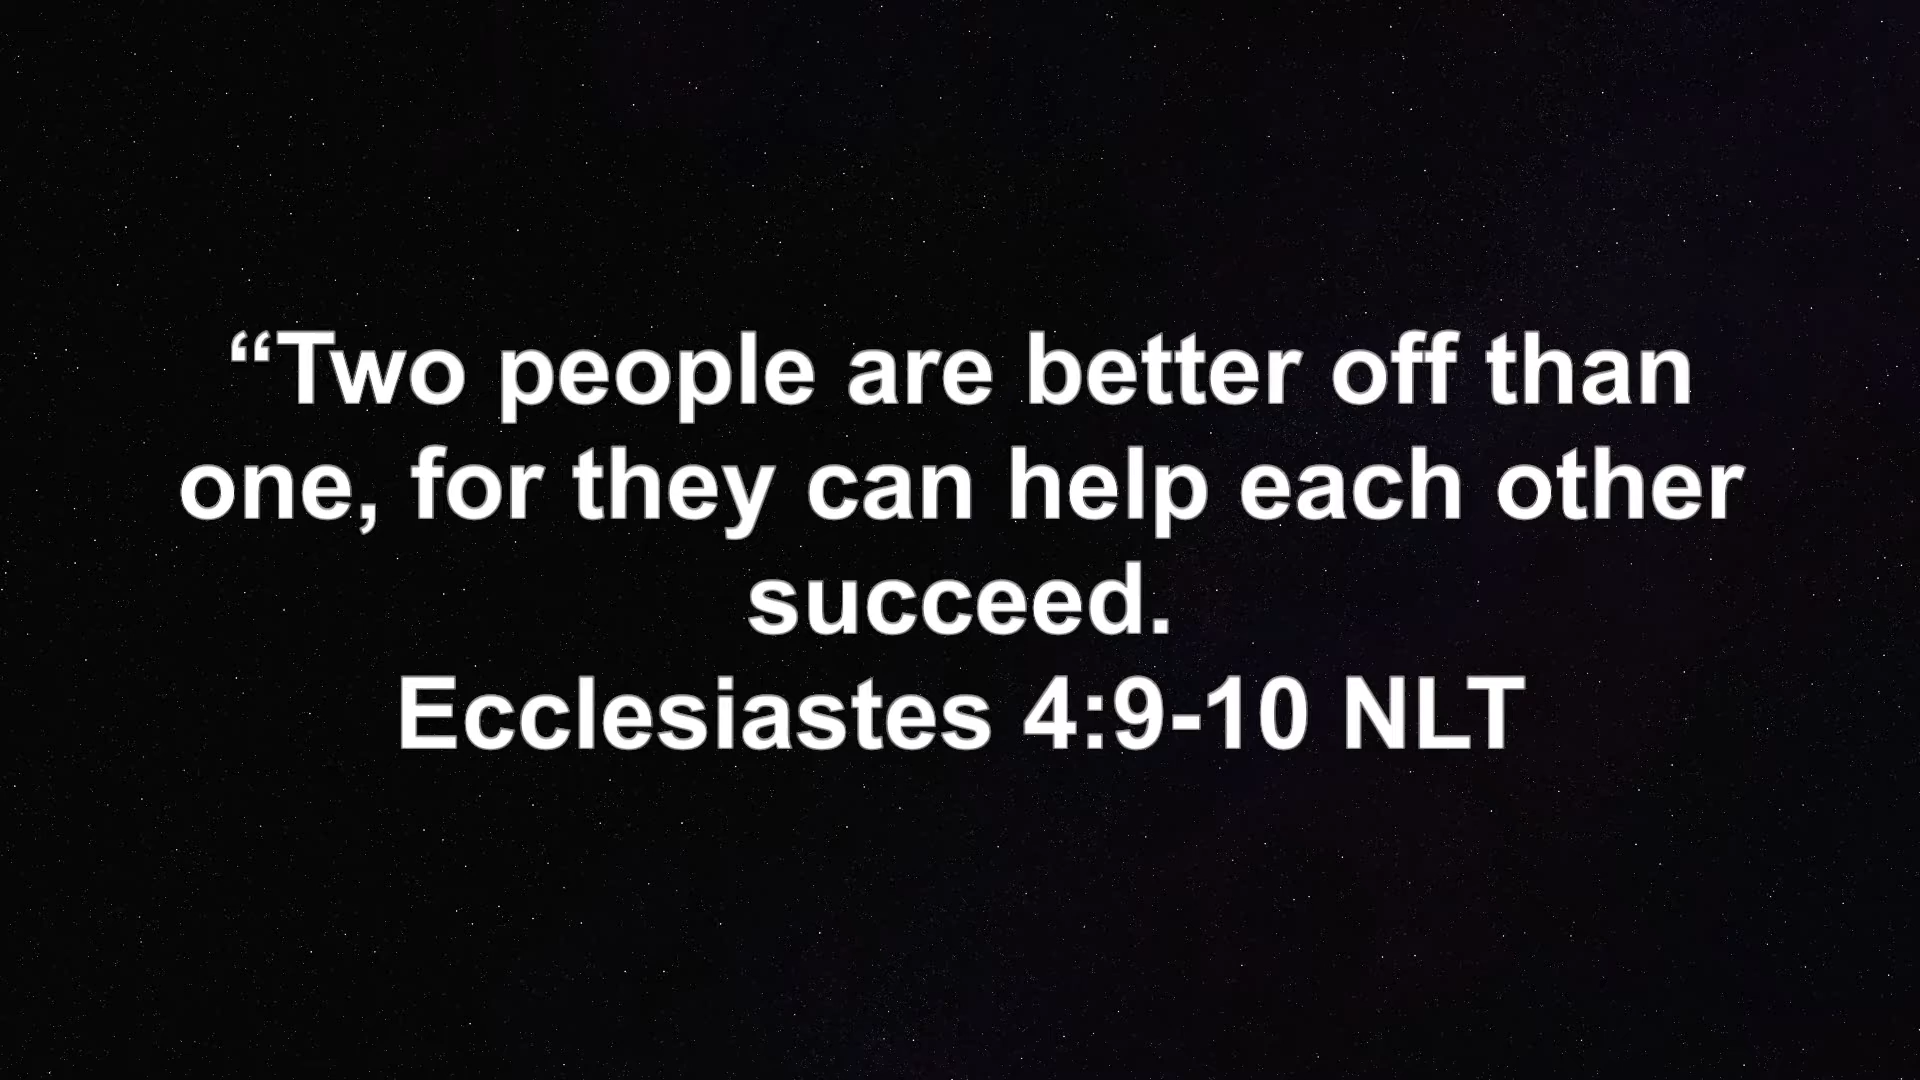 “Two people are better off than
one, for they can help each other
succeed.
Ecclesiastes 4:9-10 NLT